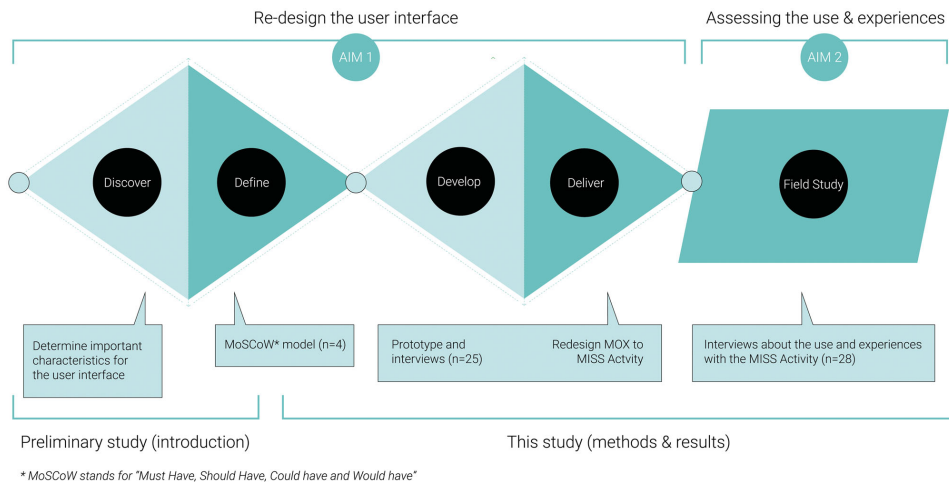 Re-design the user interface
Assessing the use & experiences
AIM 1
AIM 2
Discover
Define
Develop
Deliver
Field Study
Determine important
characteristics for
the user interface
MoSCoW* model (n=4)
Prototype and
interviews (n=25)
Redesign MOX to
MISS Actvity
Interviews about the use and experiences
with the MISS Activity (n=28)
Preliminary study (introduction)
This study (methods & results)
* MoSCoW stands for "Must Have, Should Have, Could have and Would have"